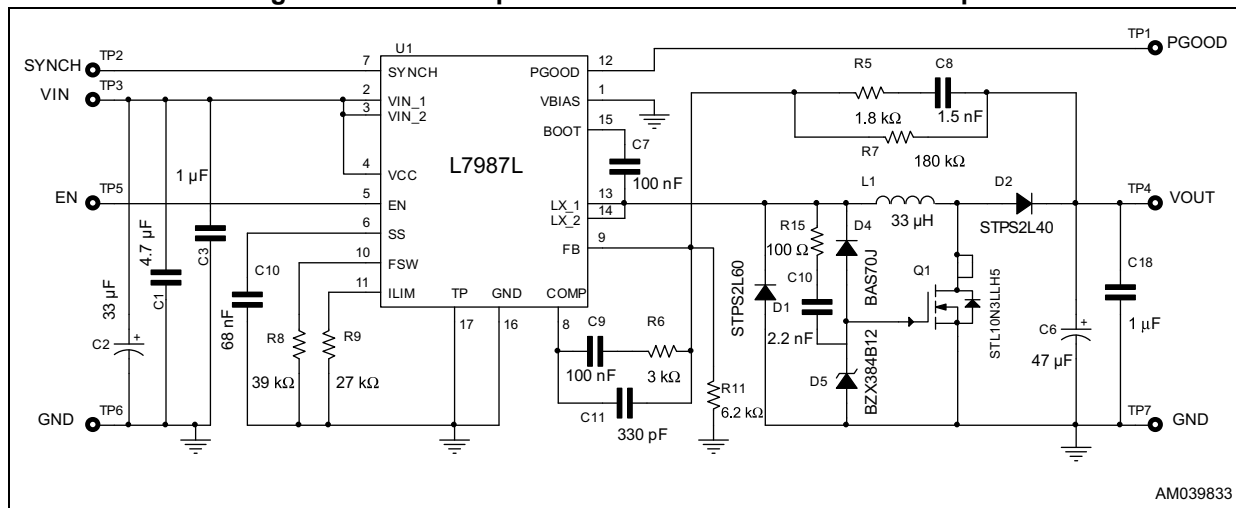 U1
TP1
PGOOD
SYNCH
TP2
7
SYNCH
PGOOD
12
VIN
TP3
2
VIN_1
3
VIN_2
VBIAS
1
BOOT
15
R5
C8
1.8 kΩ
1.5 nF
R7
180 kΩ
C7
100 nF
1 µF
4
VCC
L7987L
EN
TP5
5
EN
LX_1
13
LX_2
14
L1
33 µH
D2
STPS2L40
TP4
VOUT
6
SS
FB
9
R15
100 Ω
D4
BAS70J
C10
10
FSW
11
ILIM
TP
GND
COMP
17
16
8
4.7 µF
C1
C3
33 µF
C2
+
68 nF
R8
39 kΩ
R9
27 kΩ
C9
100 nF
R6
3 kΩ
C11
330 pF
R11
6.2 kΩ
STPS2L60
D1
C10
2.2 nF
D5
BZX384B12
Q1
STL10N3LLH5
C6
+
47 µF
C18
1 µF
GND
TP6
TP7
GND
AM039833